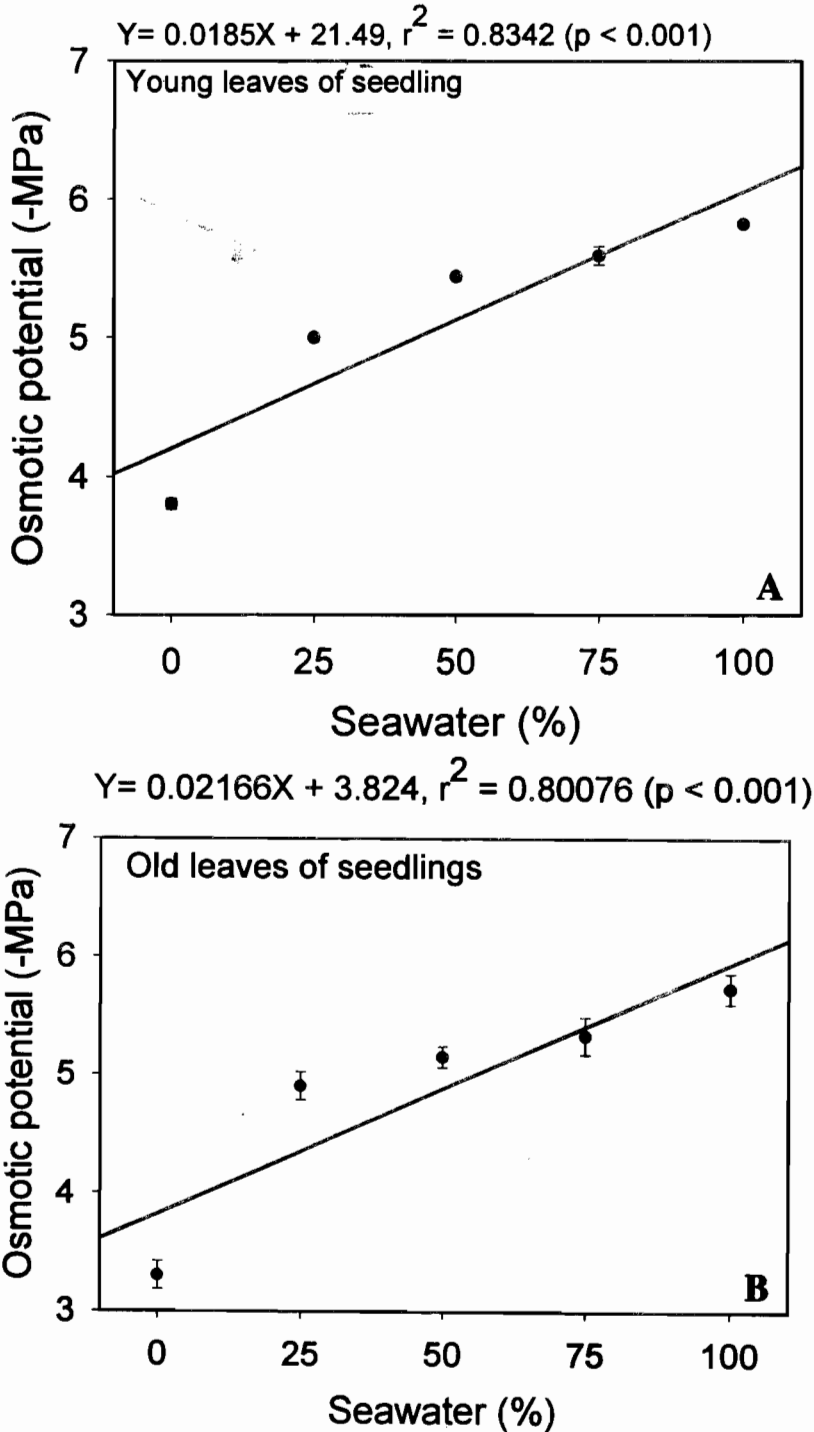 Y= 0.0185X + 21.49, r2 = 0.8342 (p < 0.001)
Young leaves of seedling
7
6
5
4
3
Osmotic potential (-MPa)
A
0 25 50 75 100
Seawater (%)
Y= 0.02166X + 3.824, r2 = 0.80076 (p < 0.001)
Old leaves of seedlings
7
6
5
4
3
Osmotic potential (-MPa)
B
0 25 50 75 100
Seawater (%)